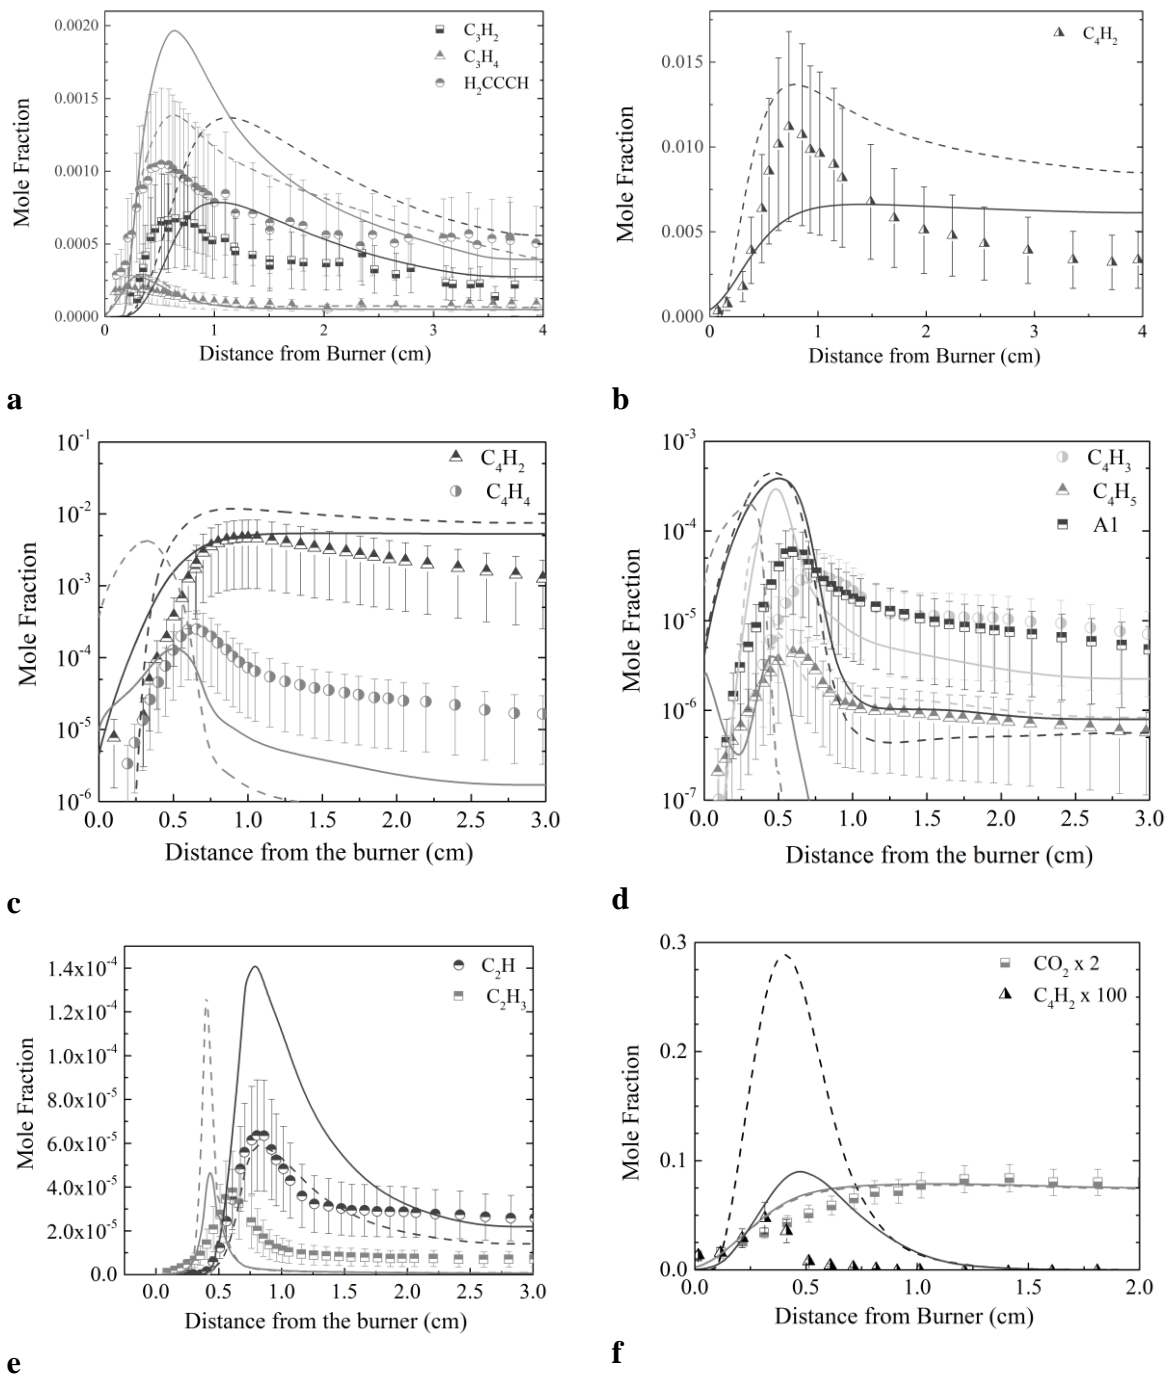 0.0020
0.0015
0.0010
0.0005
0.0000
Mole Fraction
C₃H₂
C₃H₄
H₂CCCH
0 1 2 3 4
Distance from Burner (cm)
a
0.015
0.010
0.005
0.000
Mole Fraction
C₄H₂
0 1 2 3 4
Distance from Burner (cm)
b
10⁻¹
10⁻²
10⁻³
10⁻⁴
10⁻⁵
10⁻⁶
Mole Fraction
C₄H₂
C₄H₄
0.0 0.5 1.0 1.5 2.0 2.5 3.0
Distance from the burner (cm)
c
10⁻³
10⁻⁴
10⁻⁵
10⁻⁶
10⁻⁷
Mole Fraction
C₄H₃
C₄H₅
A1
0.0 0.5 1.0 1.5 2.0 2.5 3.0
Distance from the burner (cm)
d
1.4x10⁻⁴
1.2x10⁻⁴
1.0x10⁻⁴
8.0x10⁻⁵
6.0x10⁻⁵
4.0x10⁻⁵
2.0x10⁻⁵
0.0
Mole Fraction
C₂H
C₂H₃
0.0 0.5 1.0 1.5 2.0 2.5 3.0
Distance from the burner (cm)
e
0.3
0.2
0.1
0.0
Mole Fraction
CO₂ x 2
C₄H₂ x 100
0.0 0.5 1.0 1.5 2.0
Distance from Burner (cm)
f